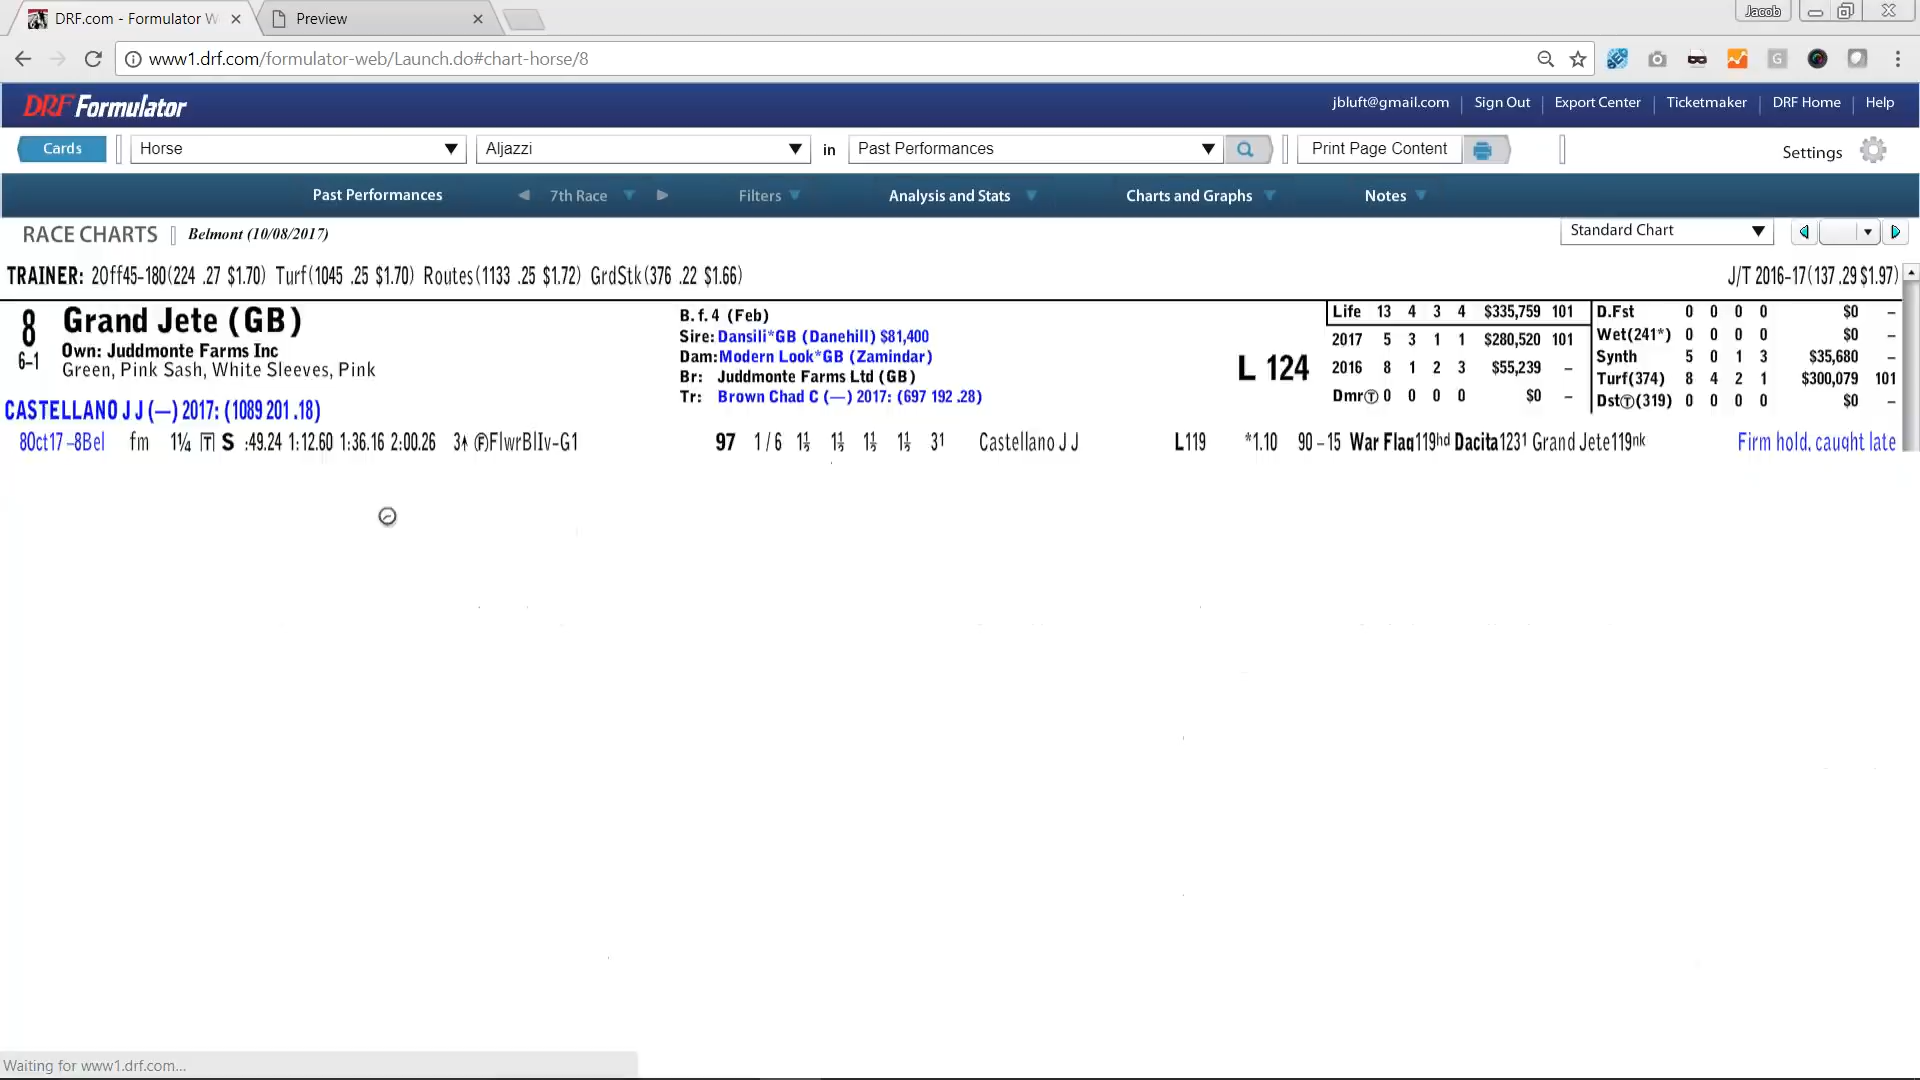 DRF.com - Formulator W
Preview
Jacob
www1.drf.com/formulator-web/Launch.do#chart-horse/8
DRF Formulator
jbluft@gmail.com Sign Out Export Center Ticketmaker DRF Home Help
Cards Horse Aljazzi in Past Performances Print Page Content Settings
Past Performances 7th Race Filters Analysis and Stats Charts and Graphs Notes
RACE CHARTS Belmont (10/08/2017) Standard Chart
TRAINER: 2Off45-180(224 .27 $1.70) Turf(1045 .25 $1.70) Routes(1133 .25 $1.72) GrdStk(376 .22 $1.66) J/T 2016-17(137 .29 $1.97)
8 Grand Jete (GB)
6-1
Own: Juddmonte Farms Inc
Green, Pink Sash, White Sleeves, Pink
CASTELLANO J J (—) 2017: (1089 201 .18)
B. f. 4 (Feb)
Sire: Dansili*GB (Danehill) $81,400
Dam: Modern Look*GB (Zamindar)
Br: Juddmonte Farms Ltd (GB)
Tr: Brown Chad C (—) 2017: (697 192 .28)
L 124
Life 13 4 3 4 $335,759 101
2017 5 3 1 1 $280,520 101
2016 8 1 2 3 $55,239 –
DmrⓉ 0 0 0 0 $0 –
D.Fst 0 0 0 0 $0 –
Wet(241*) 0 0 0 0 $0 –
Synth 5 0 1 3 $35,680 –
Turf(374) 8 4 2 1 $300,079 101
DstⓉ(319) 0 0 0 0 $0 –
8Oct17-8Bel fm 1¼ 🅃 S :49.24 1:12.60 1:36.16 2:00.26 3↑ ⒻFlwrBlIv-G1 97 1/6 1½ 1½ 1½ 1½ 3¹ Castellano J J L119 *1.10 90-15 War Flag119hd Dacita123¹ Grand Jete119nk Firm hold, caught late
Waiting for www1.drf.com...